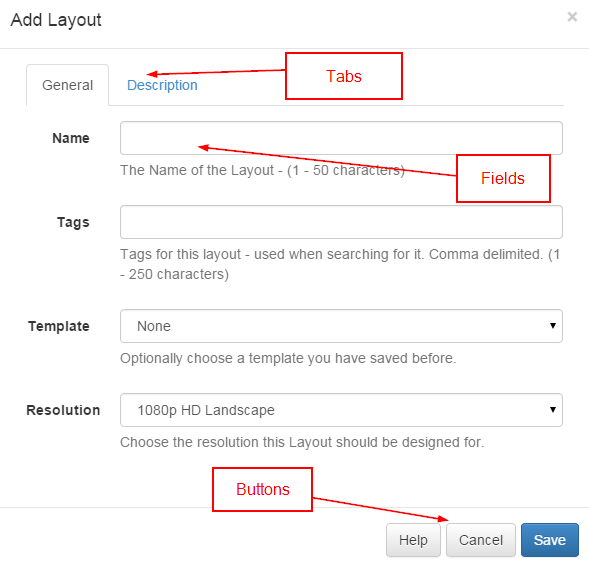 Add Layout ×
General Description Tabs
Name
The Name of the Layout - (1 - 50 characters)
Fields
Tags
Tags for this layout - used when searching for it. Comma delimited. (1
- 250 characters)
Template None
Optionally choose a template you have saved before.
Resolution 1080p HD Landscape
Choose the resolution this Layout should be designed for.
Buttons
Help Cancel Save